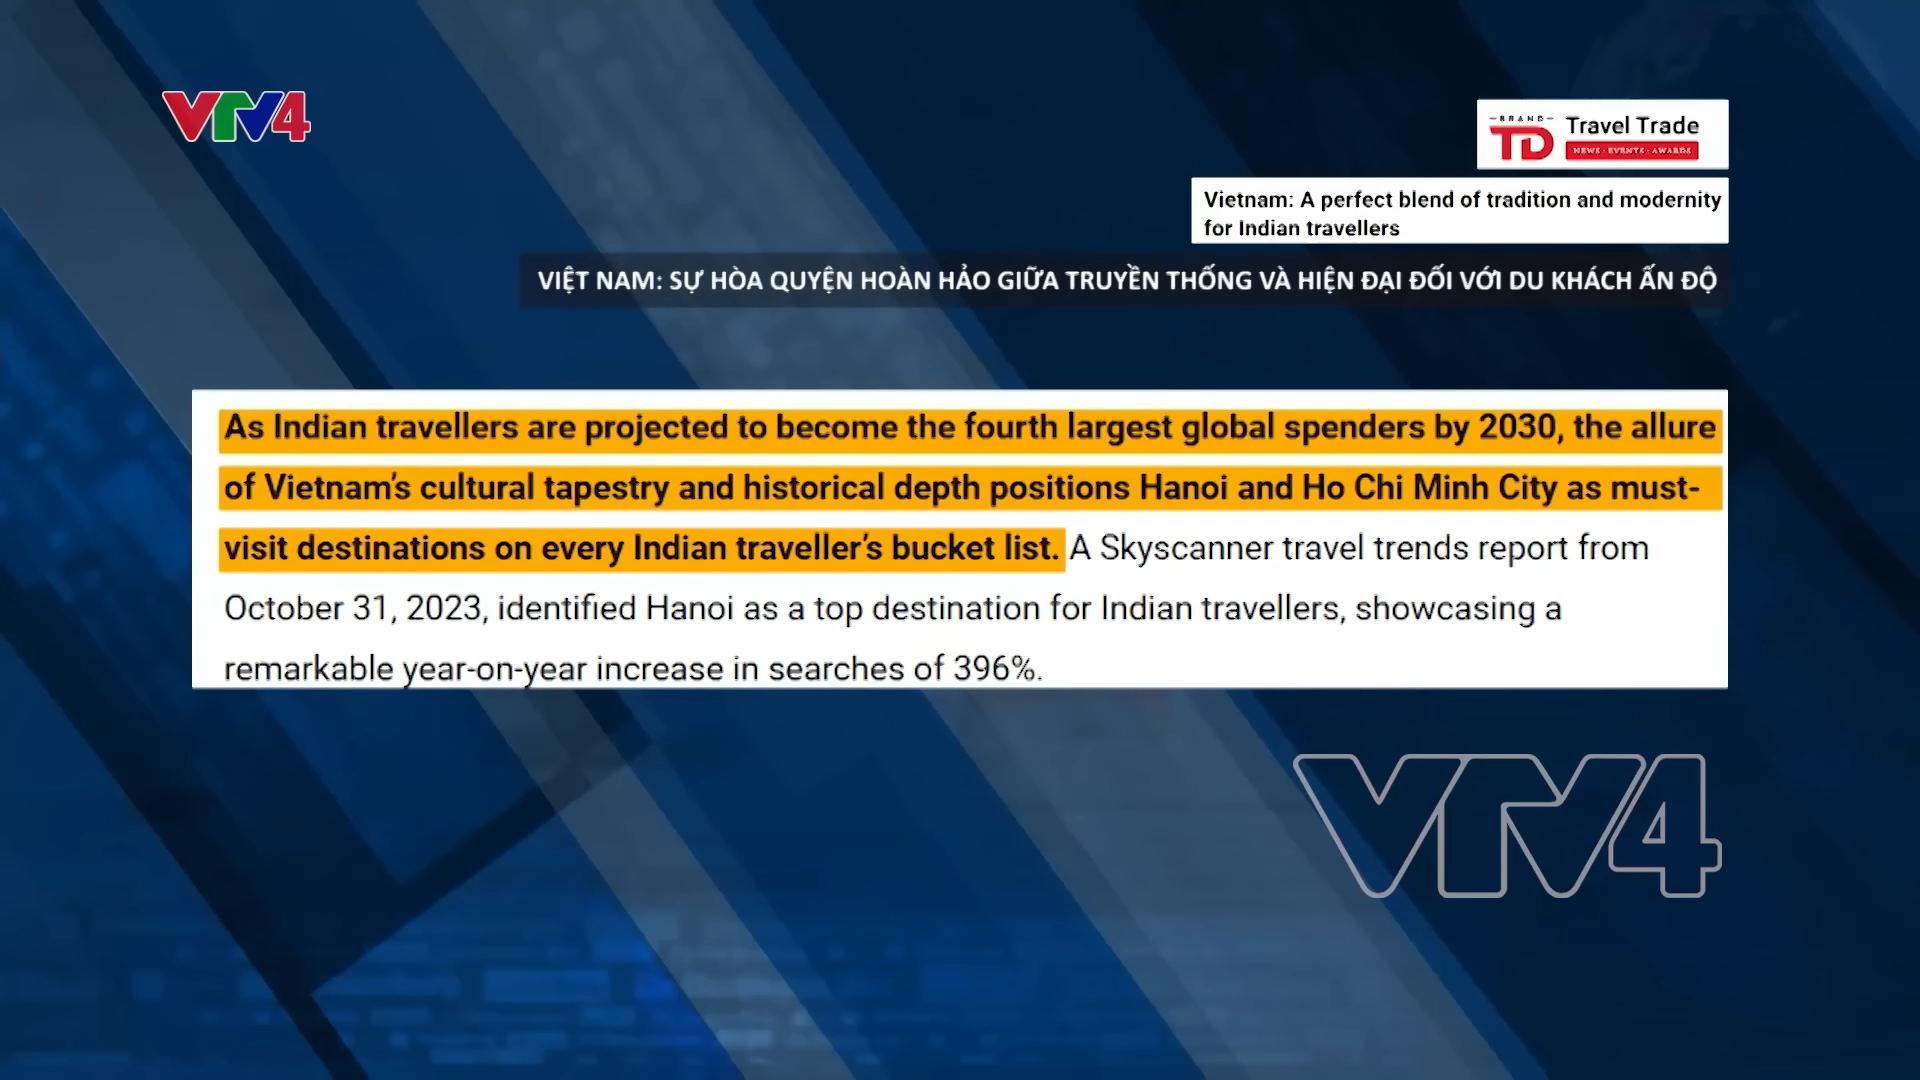 VTV4
BRAND
TD
Travel Trade
NEWS · EVENTS · AWARDS
Vietnam: A perfect blend of tradition and modernity
for Indian travellers
VIỆT NAM: SỰ HÒA QUYỆN HOÀN HẢO GIỮA TRUYỀN THỐNG VÀ HIỆN ĐẠI ĐỐI VỚI DU KHÁCH ẤN ĐỘ
As Indian travellers are projected to become the fourth largest global spenders by 2030, the allure
of Vietnam's cultural tapestry and historical depth positions Hanoi and Ho Chi Minh City as must-
visit destinations on every Indian traveller's bucket list. A Skyscanner travel trends report from
October 31, 2023, identified Hanoi as a top destination for Indian travellers, showcasing a
remarkable year-on-year increase in searches of 396%.
VTV4